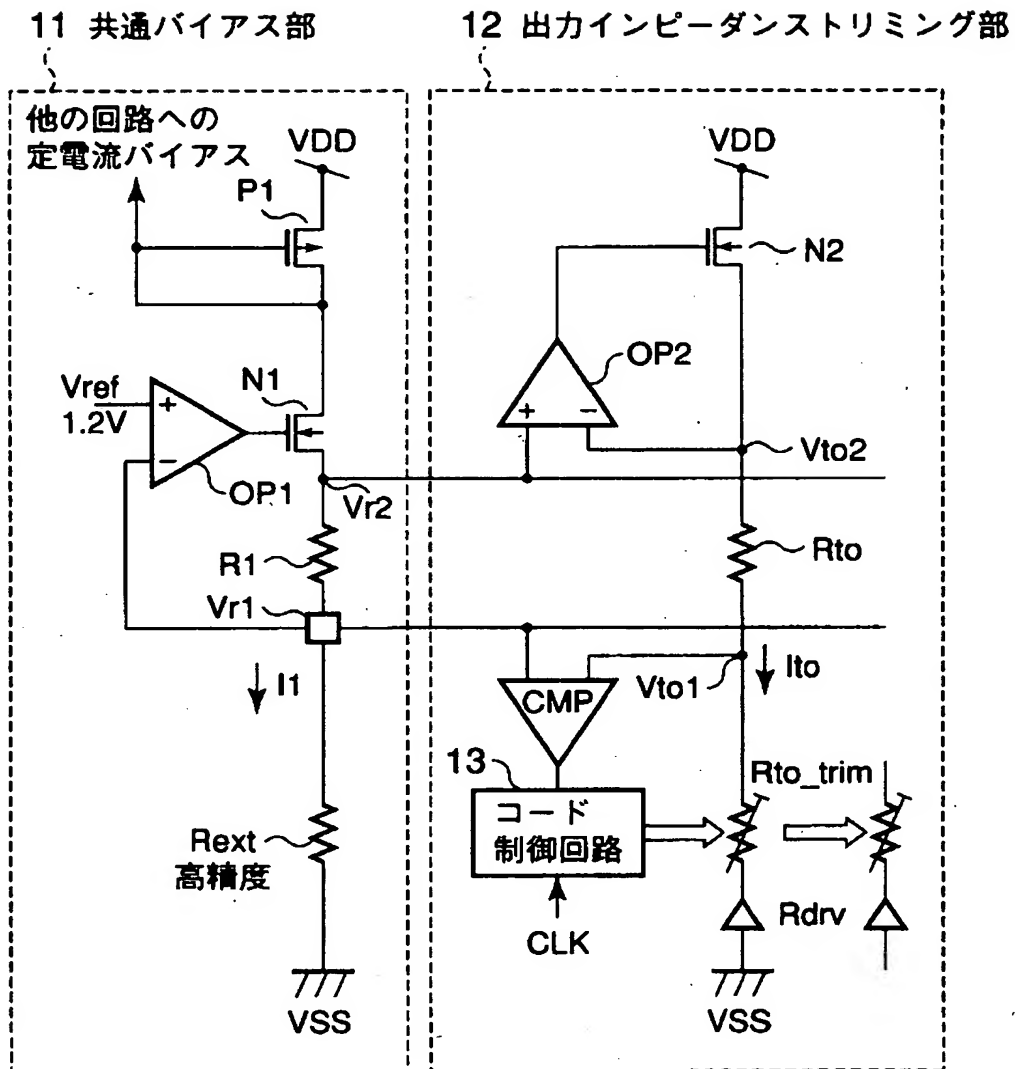 11 共通バイアス部
12 出力インピーダンストリミング部
他の回路への
定電流バイアス
VDD
P1
N1
Vref
1.2V
+
−
OP1
Vr2
R1
Vr1
I1
Rext
高精度
VSS
VDD
N2
OP2
+
−
Vto2
Rto
Vto1
Ito
CMP
13
コード
制御回路
CLK
Rto_trim
Rdrv
VSS